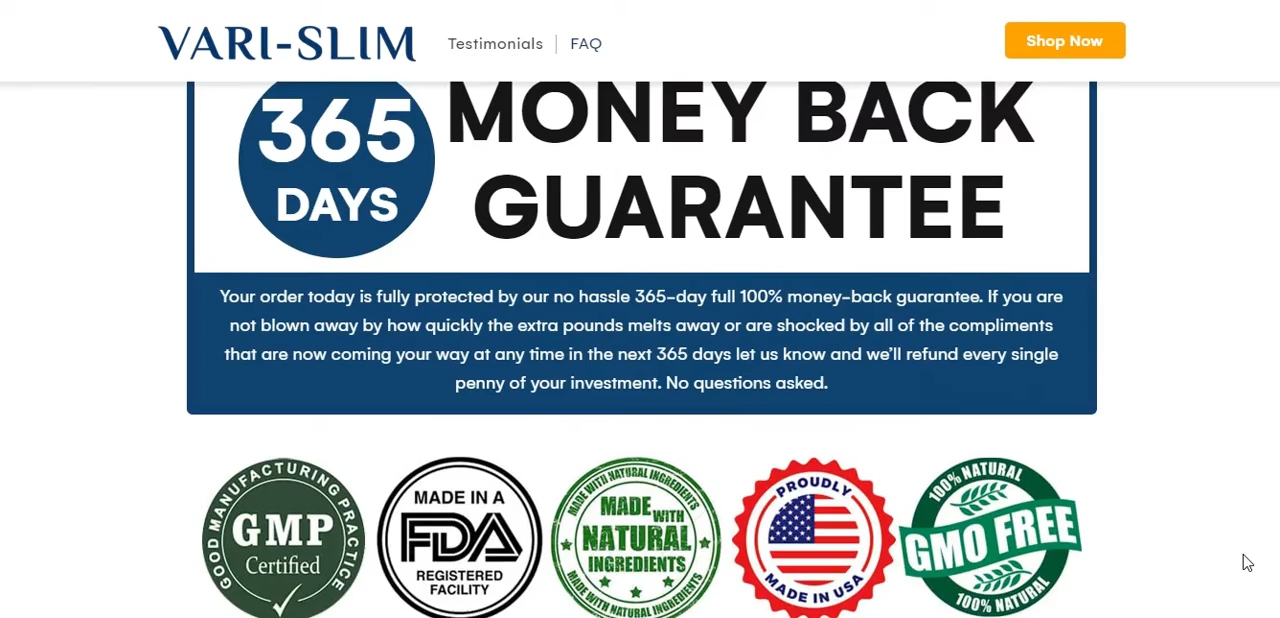 VARI-SLIM
Testimonials
FAQ
Shop Now
365
DAYS
MONEY BACK
GUARANTEE
Your order today is fully protected by our no hassle 365-day full 100% money-back guarantee. If you are
not blown away by how quickly the extra pounds melts away or are shocked by all of the compliments
that are now coming your way at any time in the next 365 days let us know and we'll refund every single
penny of your investment. No questions asked.
GOOD MANUFACTURING PRACTICE
GMP
Certified
MADE IN A
FDA
REGISTERED
FACILITY
MADE WITH NATURAL INGREDIENTS
MADE WITH
NATURAL
INGREDIENTS
MADE WITH NATURAL INGREDIENTS
PROUDLY
MADE IN USA
100% NATURAL
GMO FREE
100% NATURAL